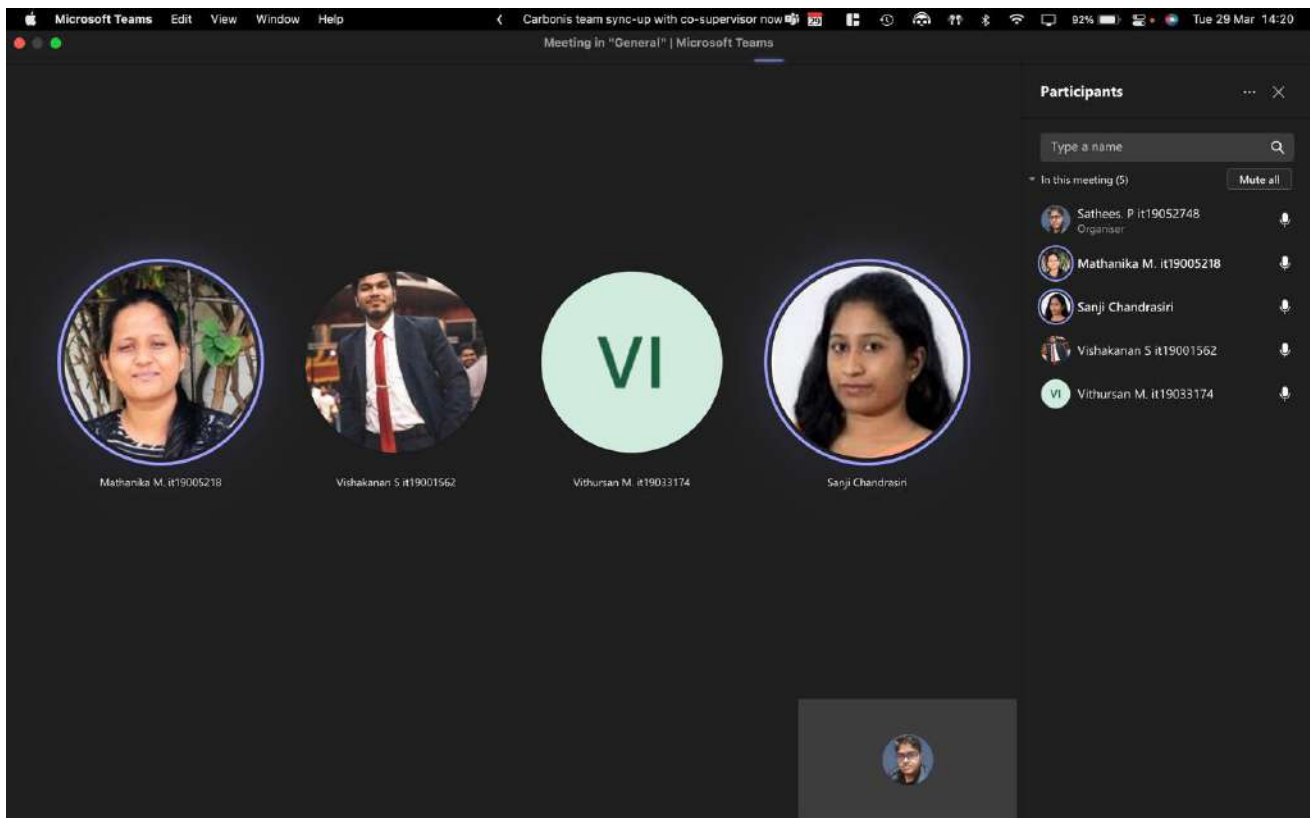 Microsoft Teams Edit View Window Help Carbonis team sync-up with co-supervisor now 29 92% Tue 29 Mar 14:20
Meeting in "General" | Microsoft Teams
Participants
Type a name
In this meeting (5) Mute all
Sathees. P it19052748
Organiser
Mathanika M. it19005218
Sanji Chandrasiri
Vishakanan S it19001562
VI Vithursan M. it19033174
VI
Mathanika M. it19005218 Vishakanan S it19001562 Vithursan M. it19033174 Sanji Chandrasiri